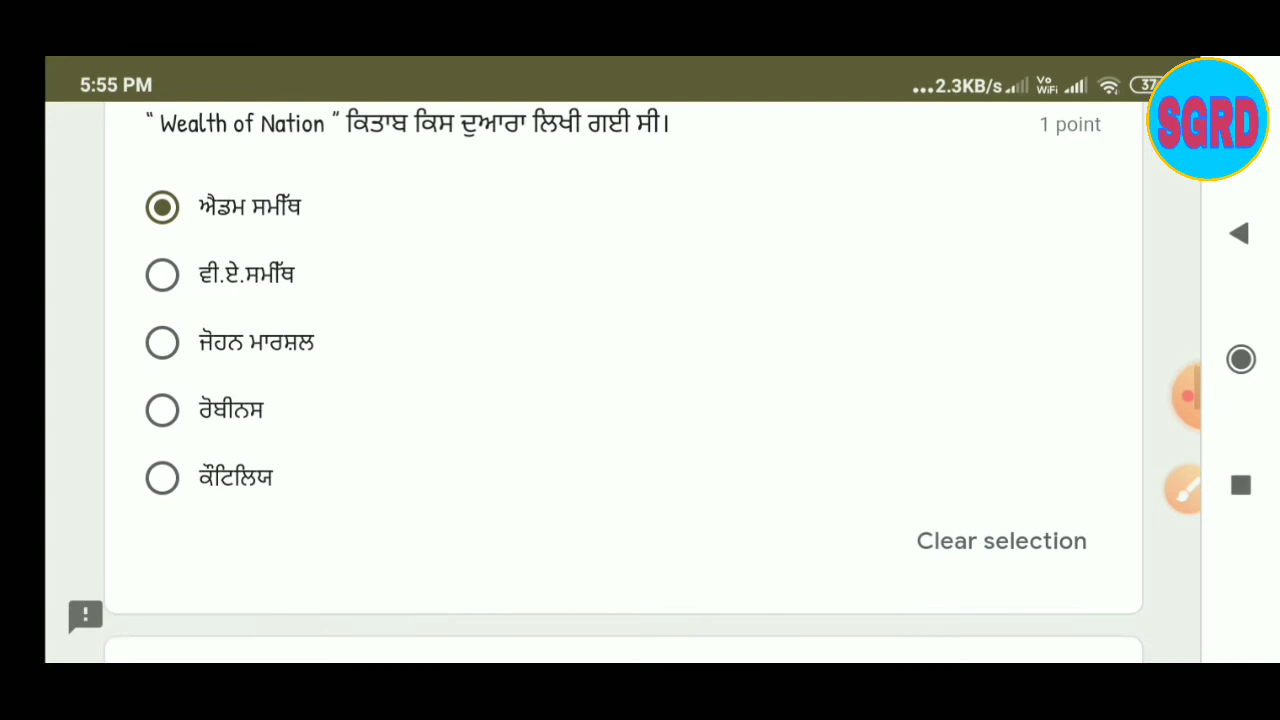 5:55 PM
...2.3KB/s Vo WiFi 37
SGRD
" Wealth of Nation " ਕਿਤਾਬ ਕਿਸ ਦੁਆਰਾ ਲਿਖੀ ਗਈ ਸੀ।
1 point
ਐਡਮ ਸਮੀੱਥ
ਵੀ.ਏ.ਸਮੀੱਥ
ਜੋਹਨ ਮਾਰਸ਼ਲ
ਰੋਬੀਨਸ
ਕੌਟਿਲਿਯ
Clear selection